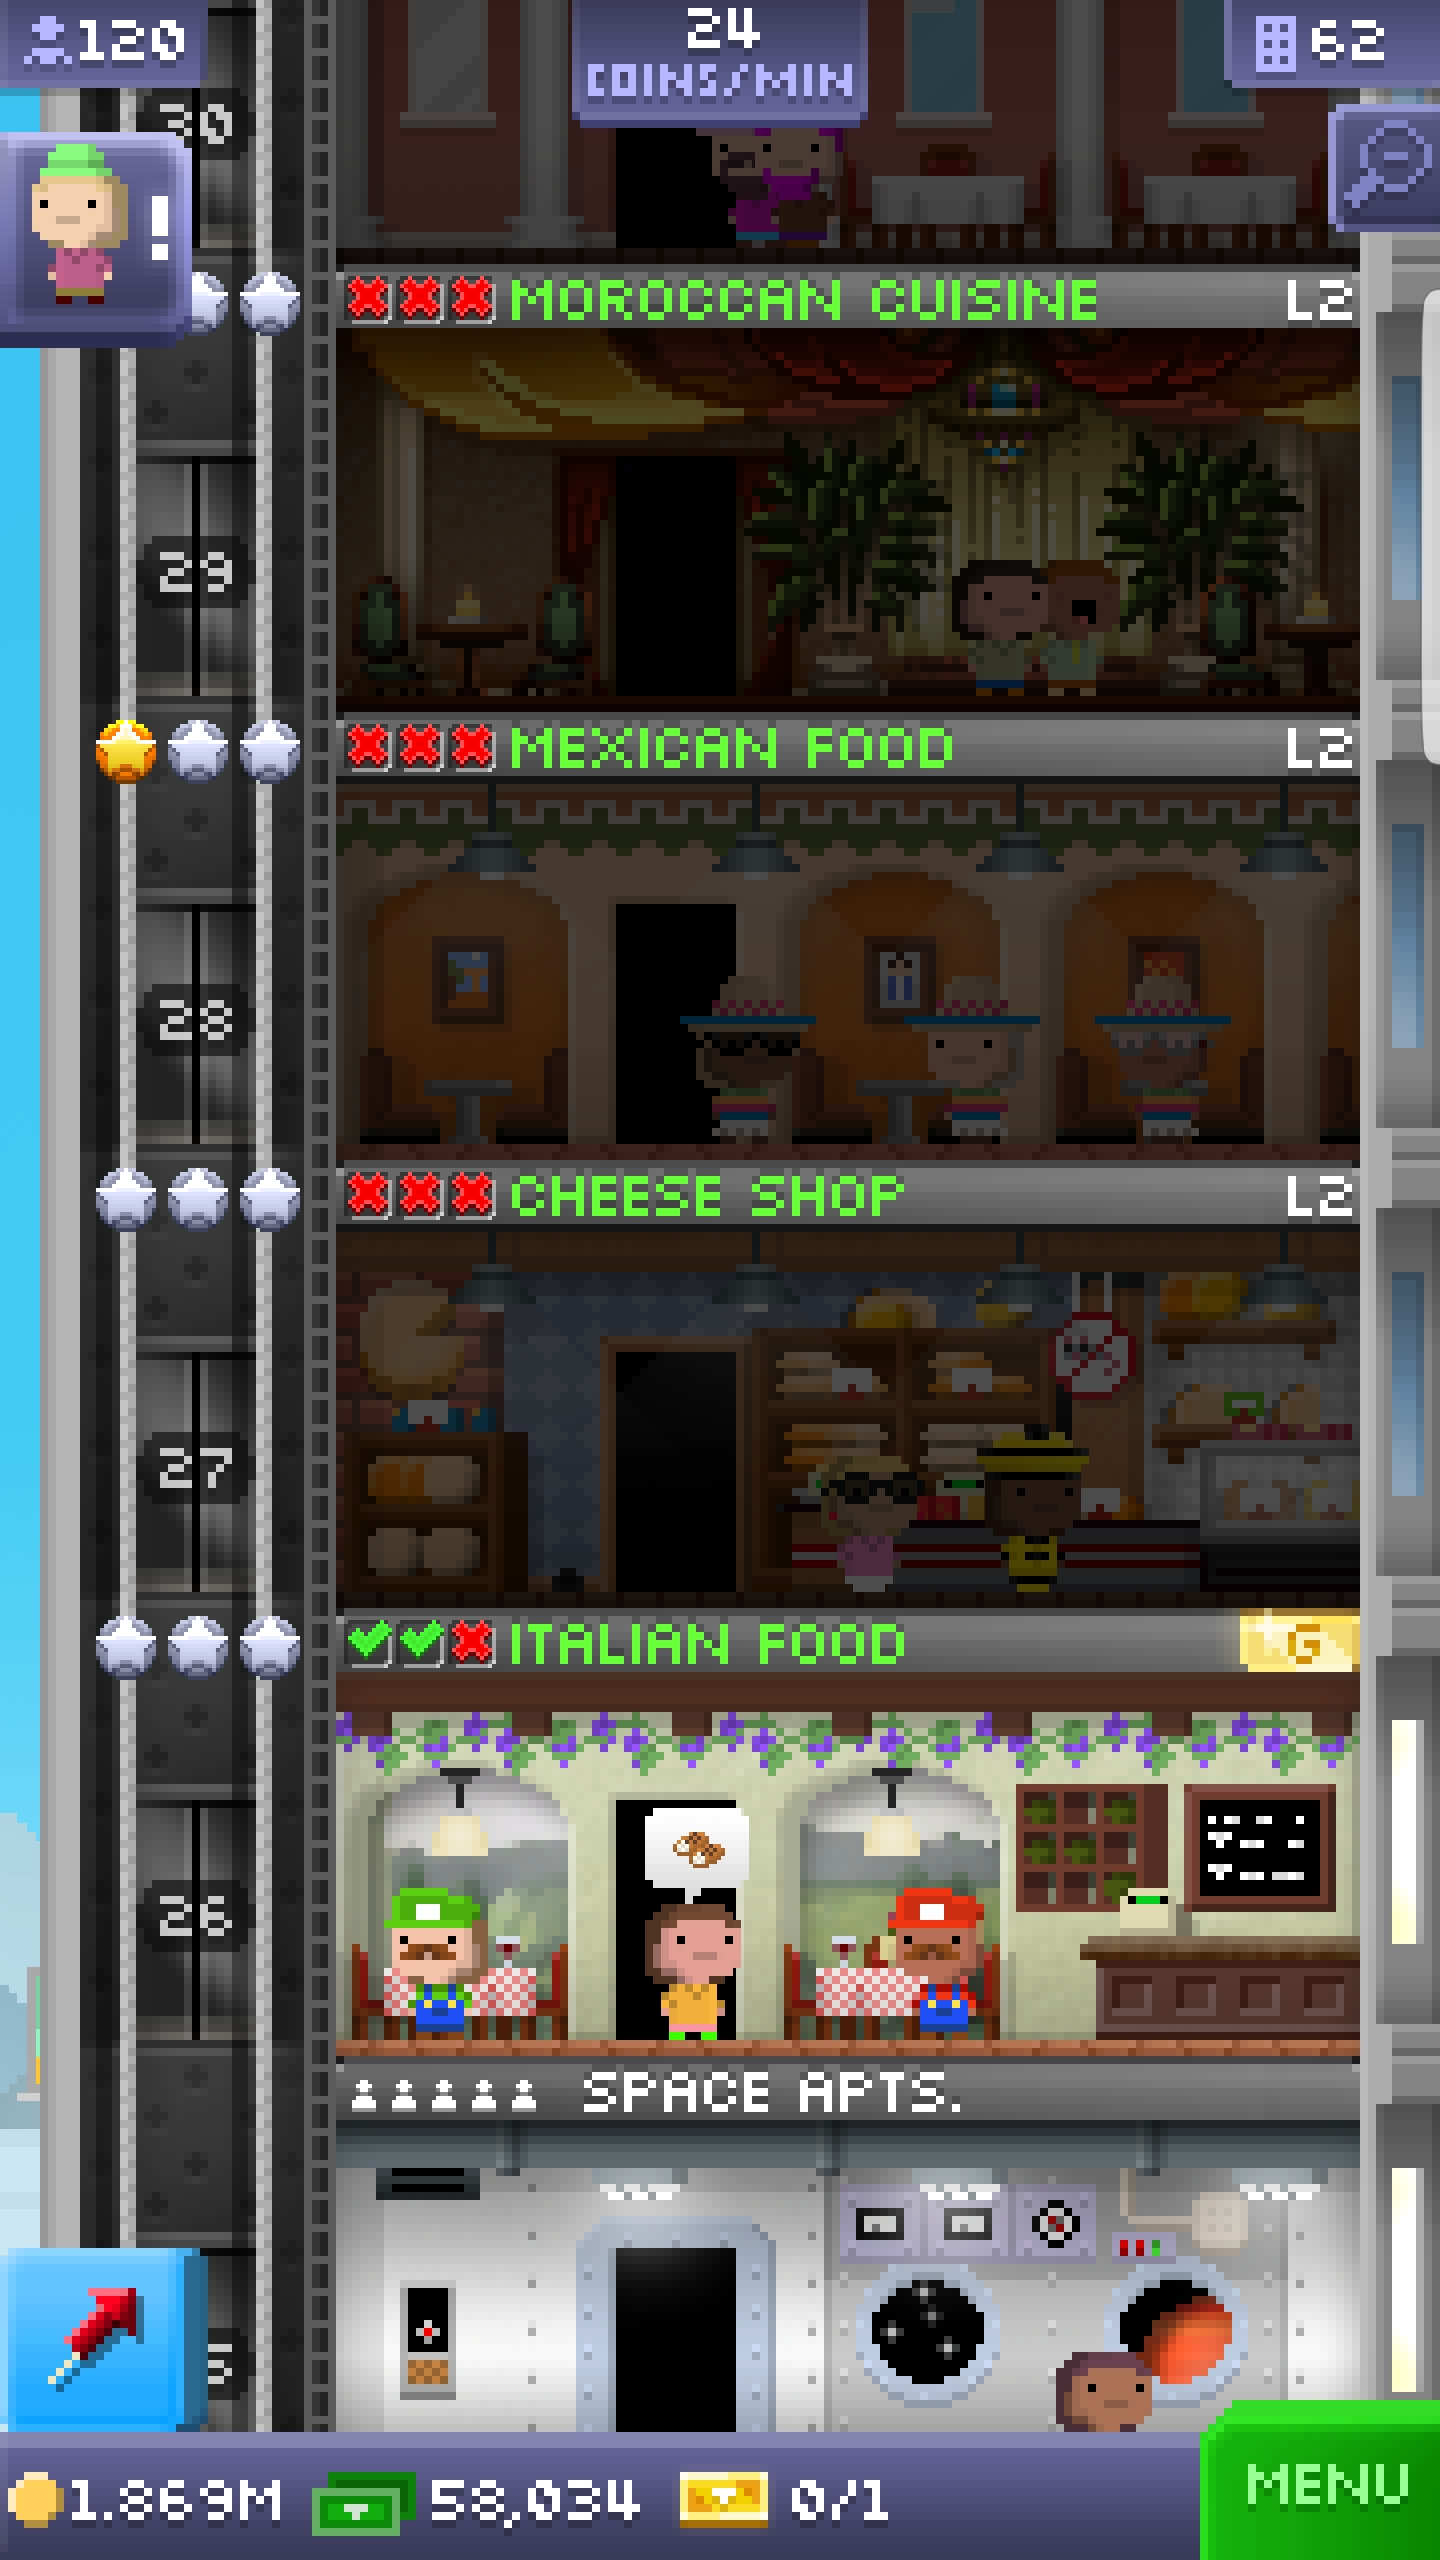 120
24
COINS/MIN
62
30
!
MOROCCAN CUISINE L2
29
MEXICAN FOOD L2
28
CHEESE SHOP L2
27
ITALIAN FOOD G
26
SPACE APTS.
5
1.869M 58,034 0/1
MENU